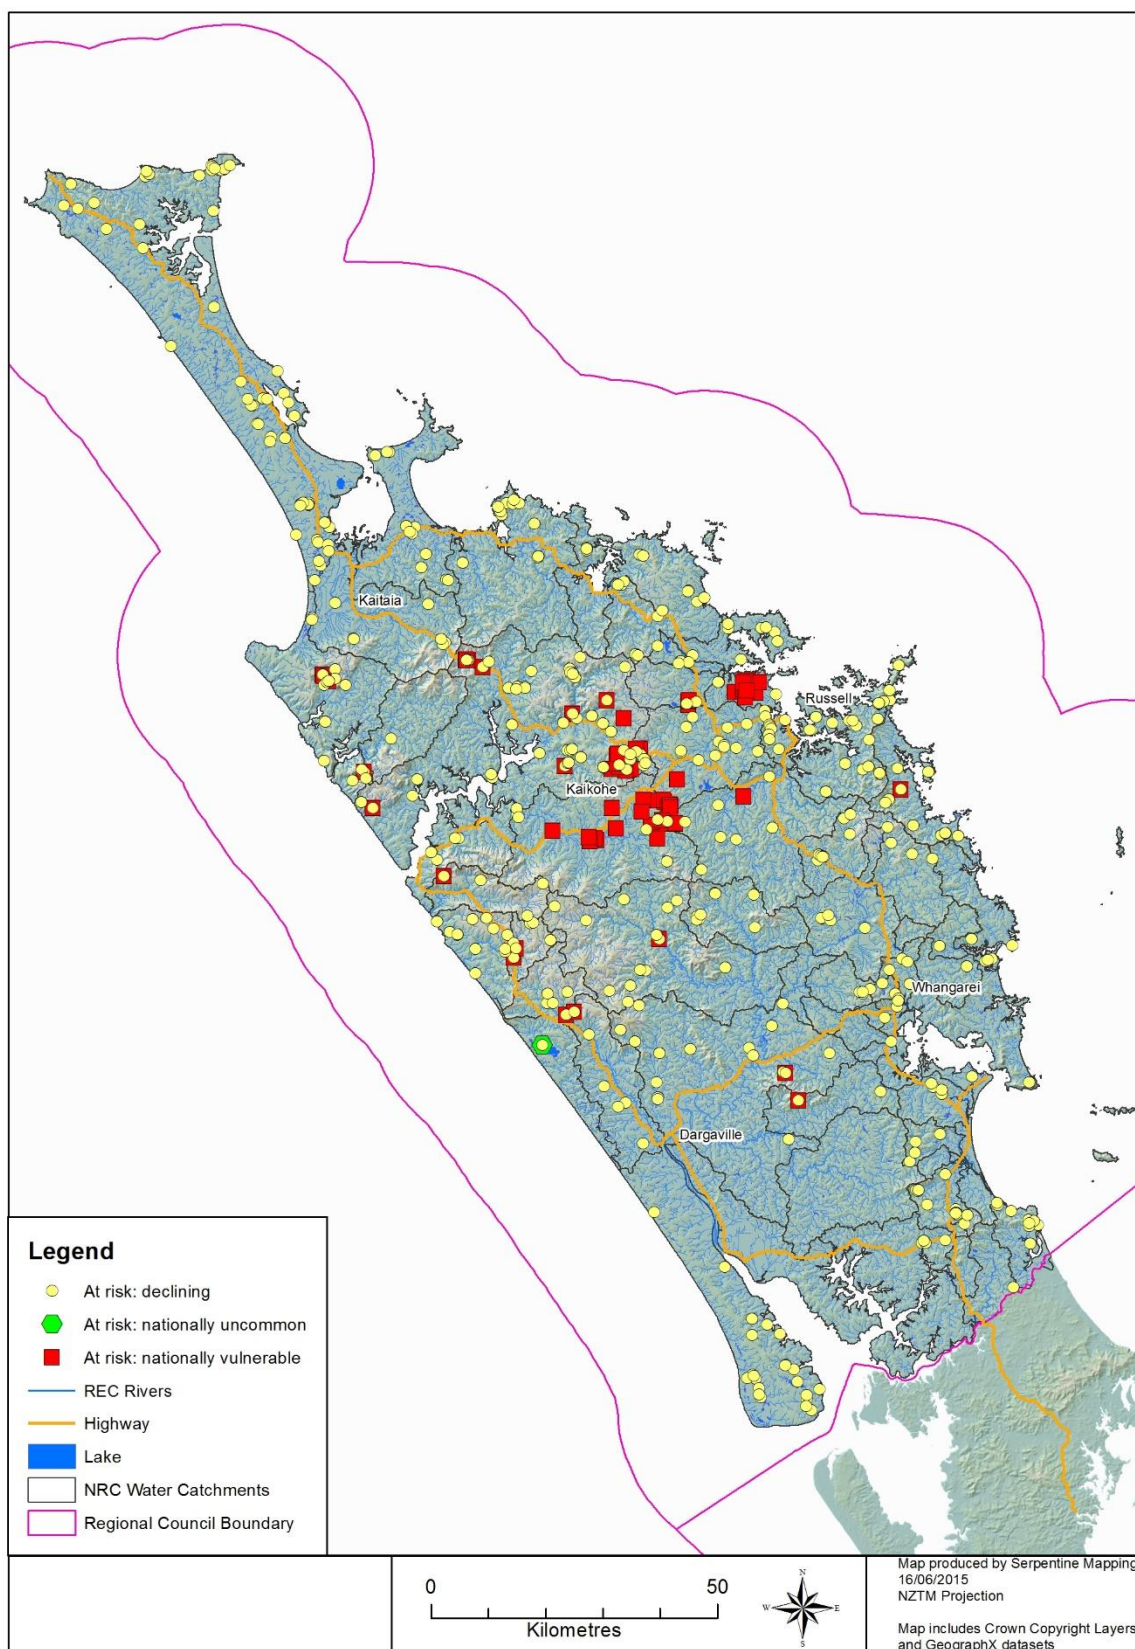 Kaitaia
Russell
Kaikohe
Whangarei
Dargaville
Legend
At risk: declining
At risk: nationally uncommon
At risk: nationally vulnerable
REC Rivers
Highway
Lake
NRC Water Catchments
Regional Council Boundary
0 50
Kilometres
N
W E
S
Map produced by Serpentine Mapping
16/06/2015
NZTM Projection
Map includes Crown Copyright Layers
and GeographX datasets